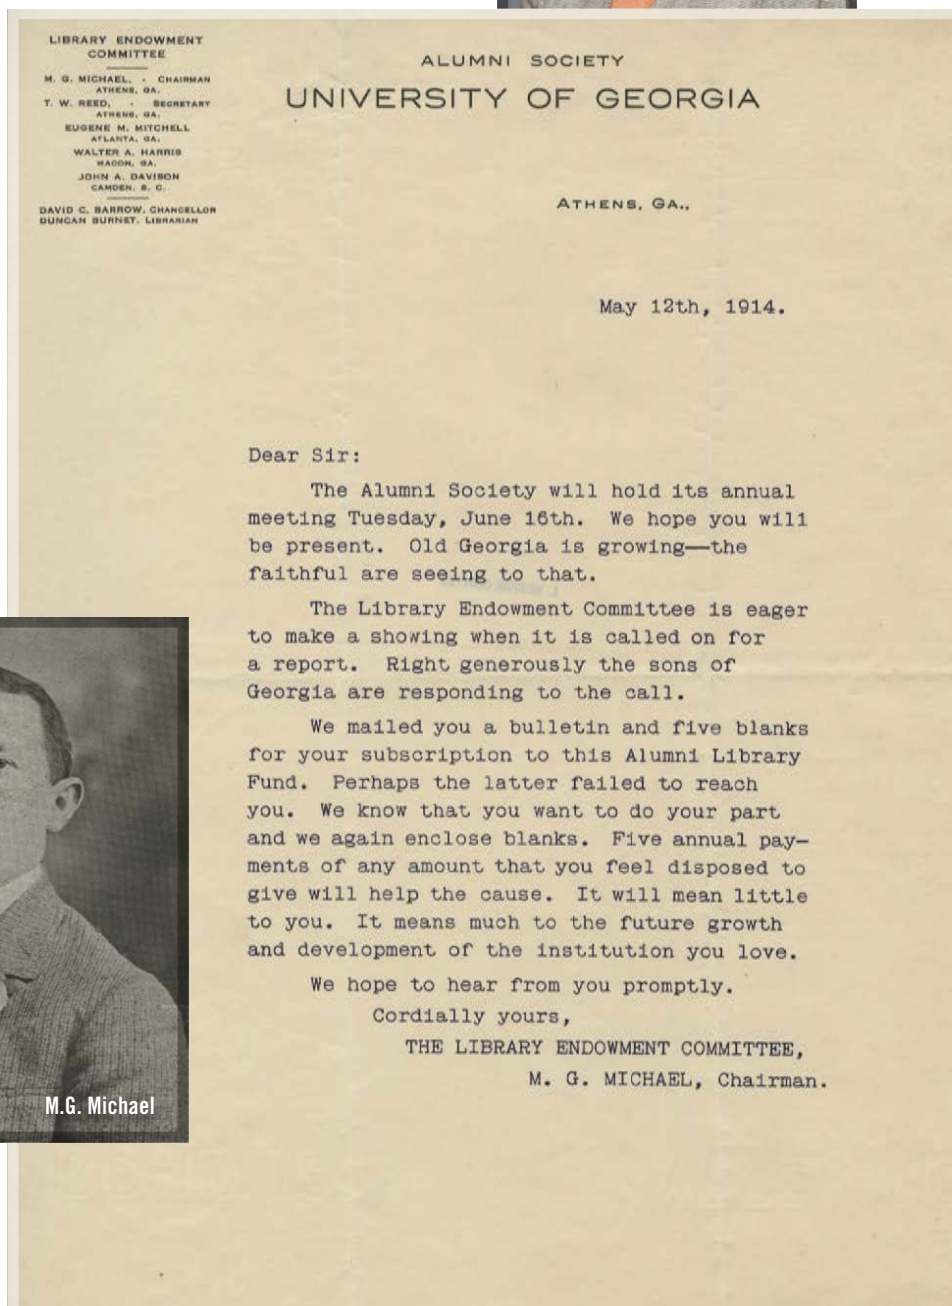 LIBRARY ENDOWMENT
COMMITTEE
M. G. MICHAEL, - CHAIRMAN
ATHENS, GA.
T. W. REED, - SECRETARY
ATHENS, GA.
EUGENE M. MITCHELL
ATLANTA, GA.
WALTER A. HARRIS
MACON, GA.
JOHN A. DAVISON
CAMDEN, S. C.
DAVID C. BARROW, CHANCELLOR
DUNCAN BURNET, LIBRARIAN
ALUMNI SOCIETY
UNIVERSITY OF GEORGIA
ATHENS, GA.,
May 12th, 1914.
Dear Sir:
The Alumni Society will hold its annual
meeting Tuesday, June 16th. We hope you will
be present. Old Georgia is growing—the
faithful are seeing to that.
The Library Endowment Committee is eager
to make a showing when it is called on for
a report. Right generously the sons of
Georgia are responding to the call.
We mailed you a bulletin and five blanks
for your subscription to this Alumni Library
Fund. Perhaps the latter failed to reach
you. We know that you want to do your part
and we again enclose blanks. Five annual pay—
ments of any amount that you feel disposed to
give will help the cause. It will mean little
to you. It means much to the future growth
and development of the institution you love.
We hope to hear from you promptly.
Cordially yours,
THE LIBRARY ENDOWMENT COMMITTEE,
M. G. MICHAEL, Chairman.
M.G. Michael